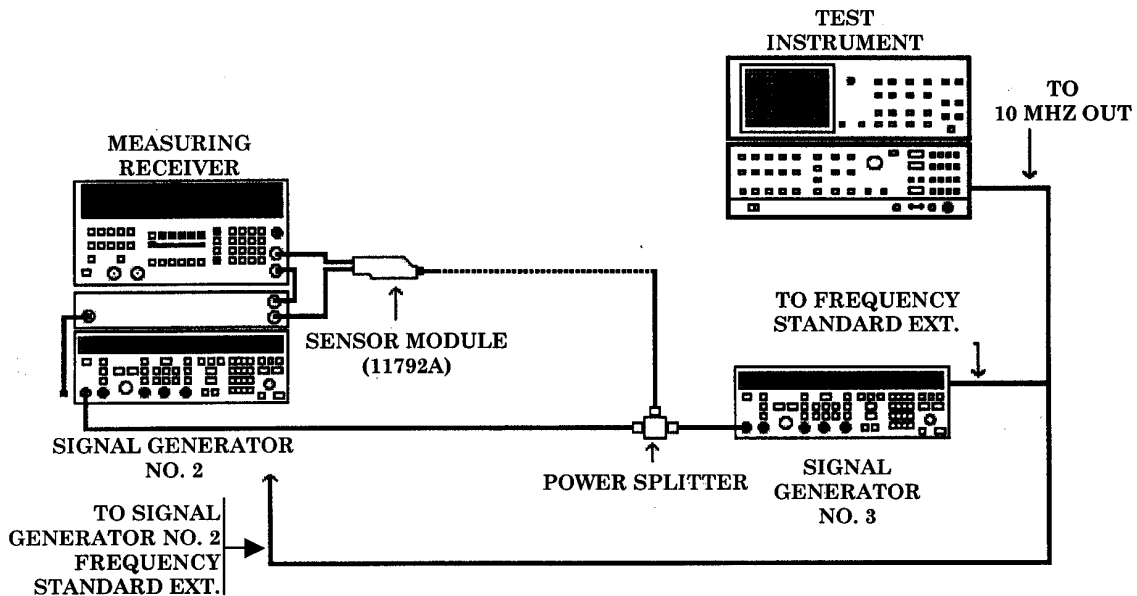 TEST
INSTRUMENT
TO
10 MHZ OUT
MEASURING
RECEIVER
SENSOR MODULE
(11792A)
TO FREQUENCY
STANDARD EXT.
SIGNAL GENERATOR
NO. 2
POWER SPLITTER
SIGNAL
GENERATOR
NO. 3
TO SIGNAL
GENERATOR NO. 2
FREQUENCY
STANDARD EXT.